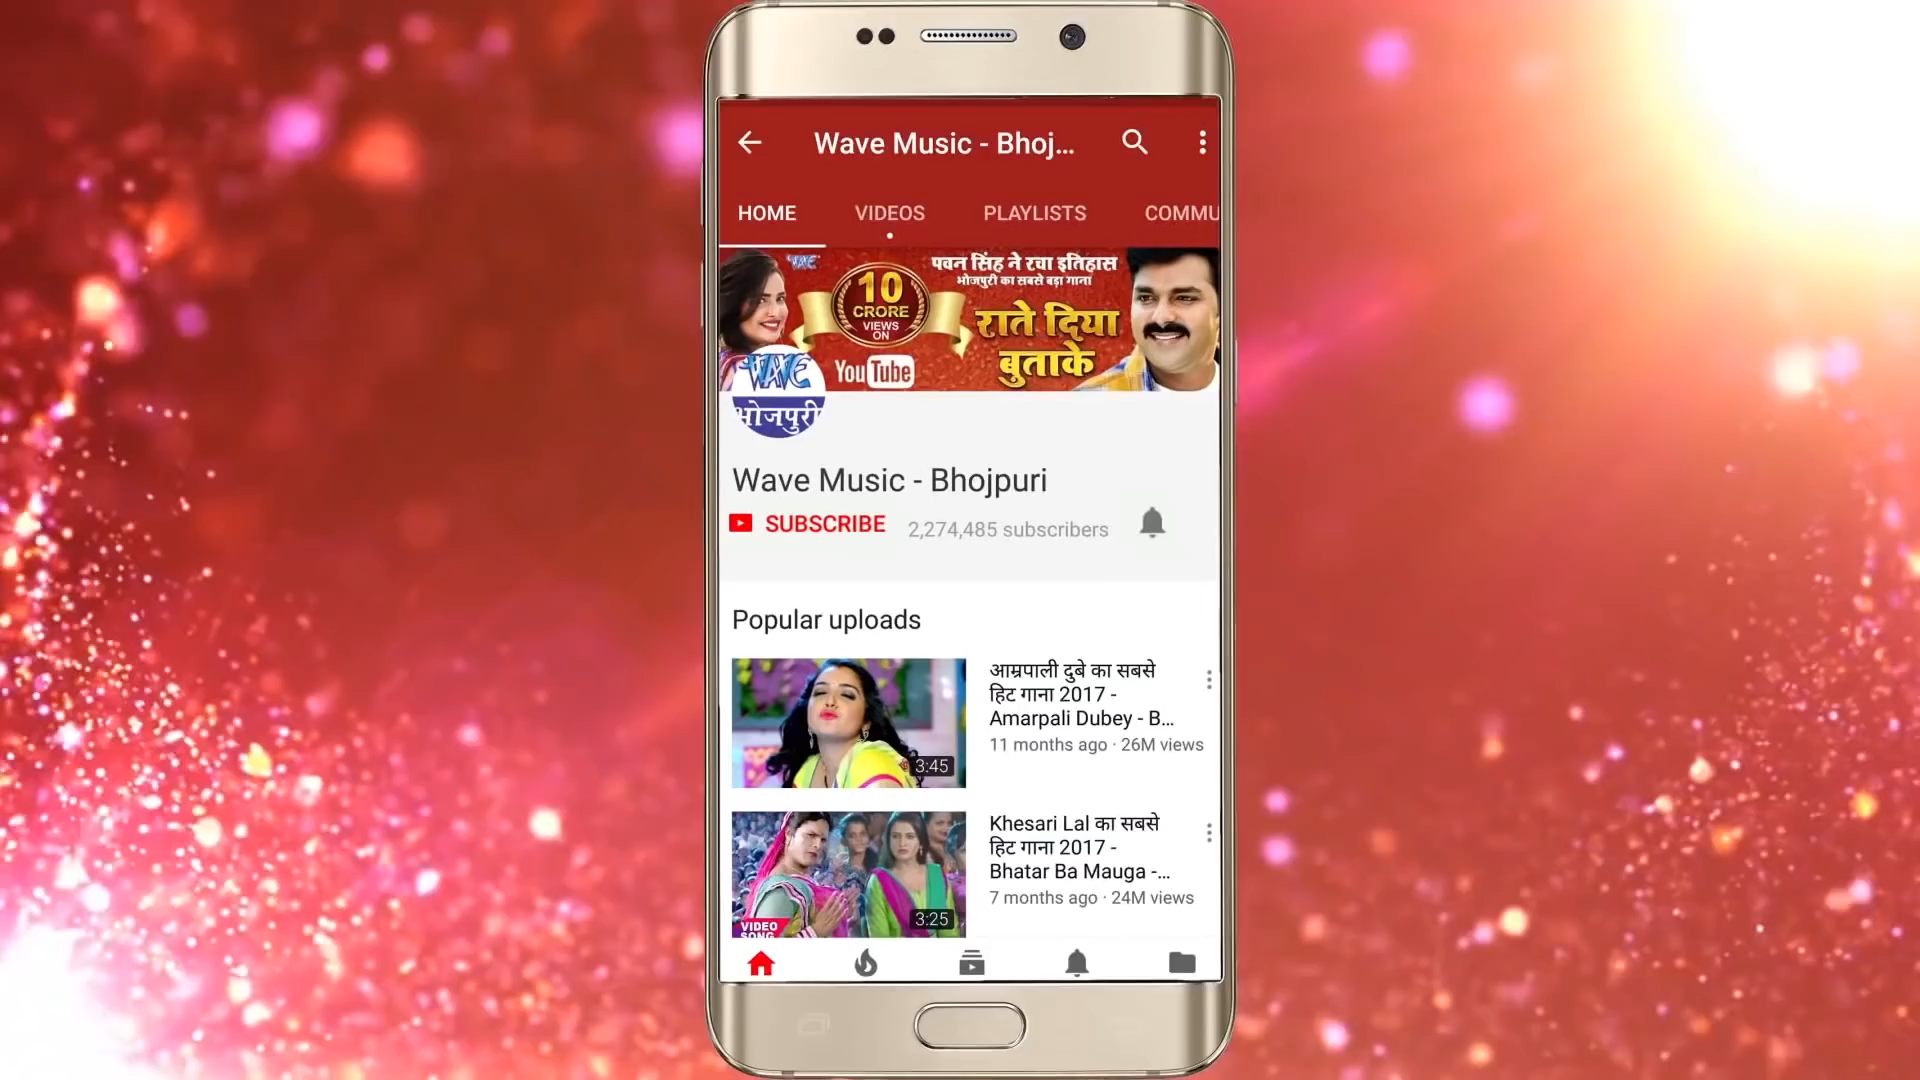 Wave Music - Bhoj...
HOME VIDEOS PLAYLISTS COMMU
WAVE
पवन सिंह ने रचा इतिहास
भोजपुरी का सबसे बड़ा गाना
10
CRORE
VIEWS
ON
YouTube
राते दिया
बुताके
WAVE
भोजपुरी
Wave Music - Bhojpuri
SUBSCRIBE 2,274,485 subscribers
Popular uploads
आम्रपाली दुबे का सबसे
हिट गाना 2017 -
Amarpali Dubey - B...
11 months ago · 26M views
3:45
Khesari Lal का सबसे
हिट गाना 2017 -
Bhatar Ba Mauga -...
7 months ago · 24M views
3:25
VIDEO
SONG